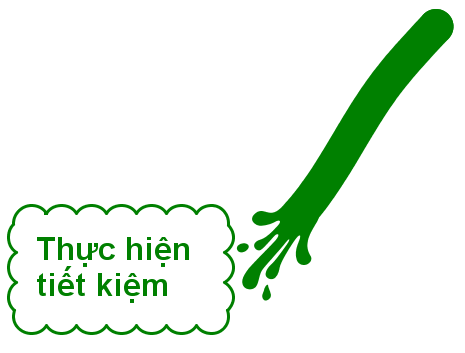 Thực hiện
tiết kiệm